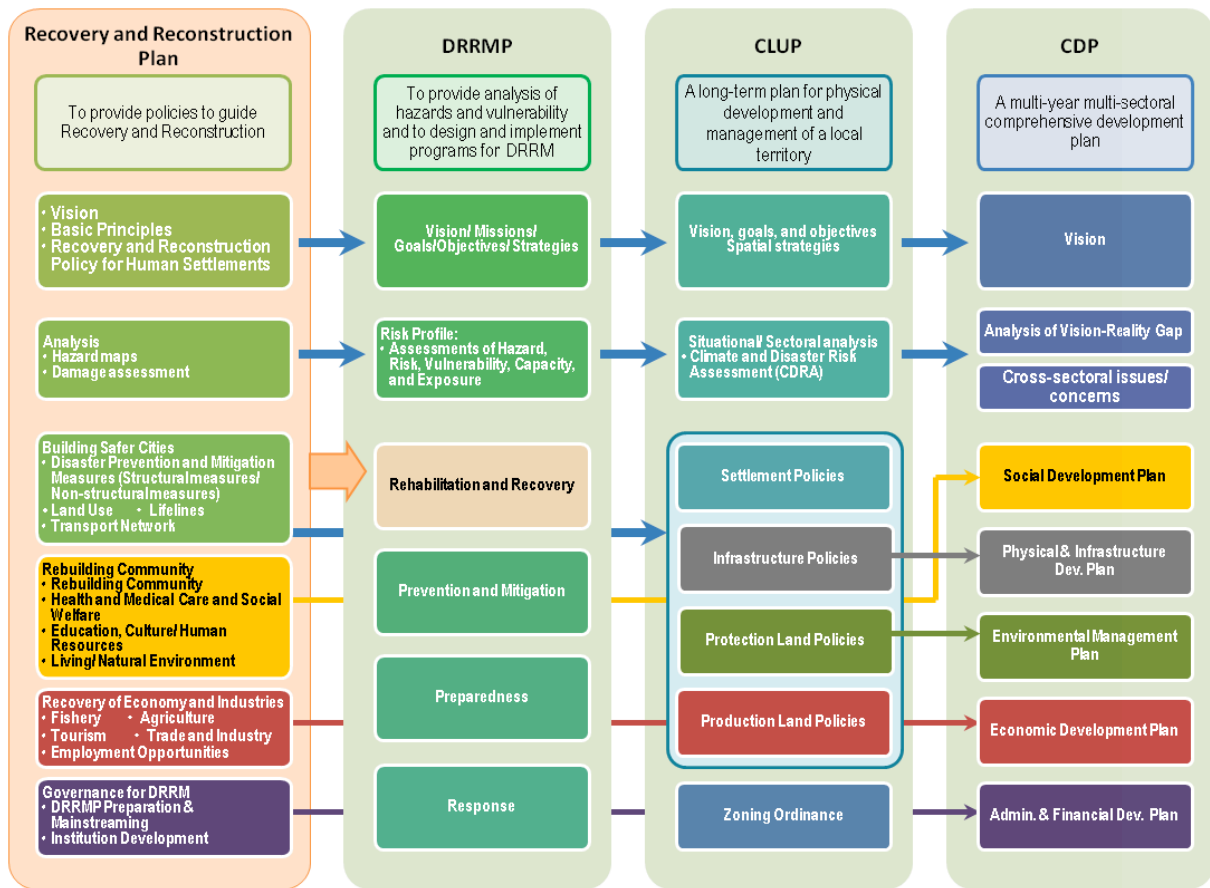 Recovery and Reconstruction
Plan
To provide policies to guide
Recovery and Reconstruction
• Vision
• Basic Principles
• Recovery and Reconstruction
Policy for Human Settlements
Analysis
• Hazard maps
• Damage assessment
Building Safer Cities
• Disaster Prevention and Mitigation
Measures (Structural measures/
Non-structural measures)
• Land Use • Lifelines
• Transport Network
Rebuilding Community
• Rebuilding Community
• Health and Medical Care and Social
Welfare
• Education, Culture/ Human
Resources
• Living/ Natural Environment
Recovery of Economy and Industries
• Fishery • Agriculture
• Tourism • Trade and Industry
• Employment Opportunities
Governance for DRRM
• DRRMP Preparation &
Mainstreaming
• Institution Development
DRRMP
To provide analysis of
hazards and vulnerability
and to design and implement
programs for DRRM
Vision/ Missions/
Goals/Objectives/ Strategies
Risk Profile:
• Assessments of Hazard,
Risk, Vulnerability, Capacity,
and Exposure
Rehabilitation and Recovery
Prevention and Mitigation
Preparedness
Response
CLUP
A long-term plan for physical
development and
management of a local
territory
Vision, goals, and objectives
Spatial strategies
Situational/ Sectoral analysis
• Climate and Disaster Risk
Assessment (CDRA)
Settlement Policies
Infrastructure Policies
Protection Land Policies
Production Land Policies
Zoning Ordinance
CDP
A multi-year multi-sectoral
comprehensive development
plan
Vision
Analysis of Vision-Reality Gap
Cross-sectoral issues/
concerns
Social Development Plan
Physical & Infrastructure
Dev. Plan
Environmental Management
Plan
Economic Development Plan
Admin. & Financial Dev. Plan